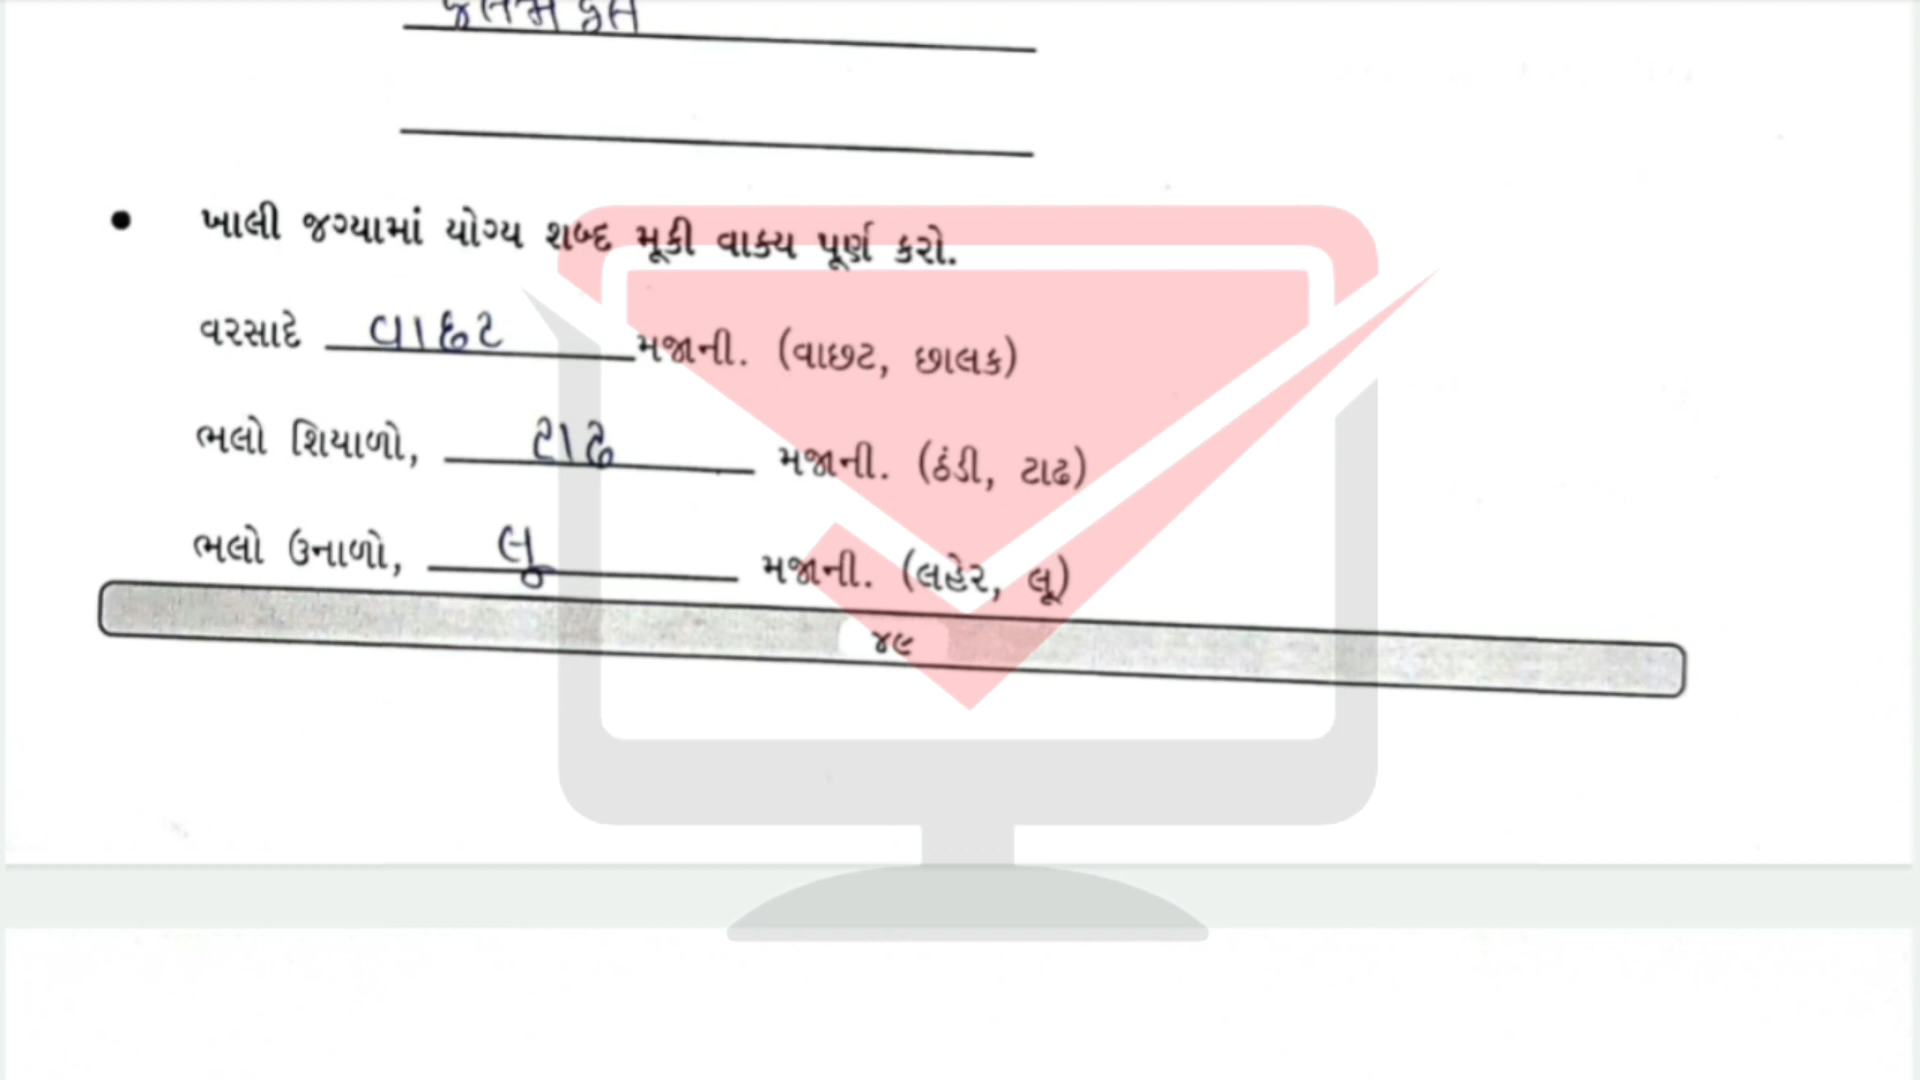 ● ખાલી જગ્યામાં યોગ્ય શબ્દ મૂકી વાક્ય પૂર્ણ કરો.
વરસાદે વાછટ મજાની. (વાછટ, છાલક)
ભલો શિયાળો, ટાઢ મજાની. (ઠંડી, ટાઢ)
ભલો ઉનાળો, લૂ મજાની. (લહેર, લૂ)
૪૯